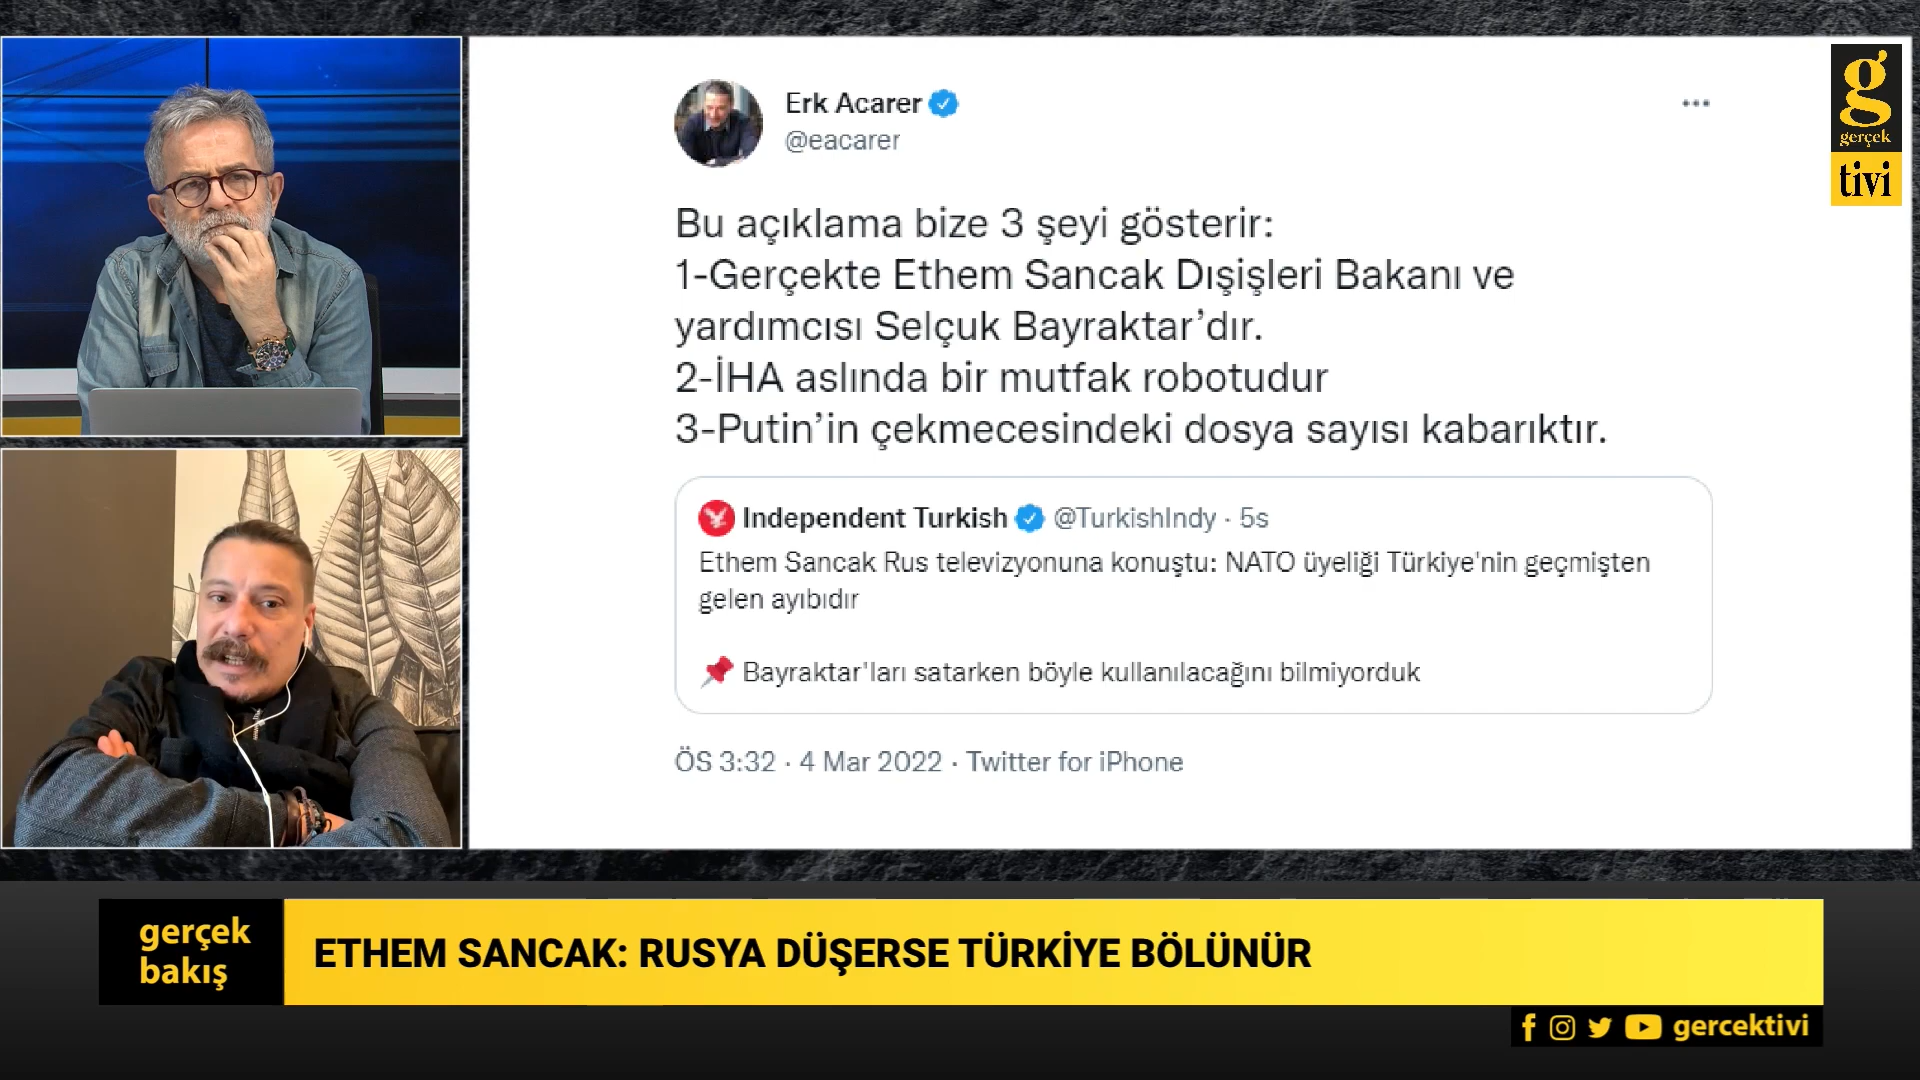 Erk Acarer
@eacarer
Bu açıklama bize 3 şeyi gösterir:
1-Gerçekte Ethem Sancak Dışişleri Bakanı ve
yardımcısı Selçuk Bayraktar’dır.
2-İHA aslında bir mutfak robotudur
3-Putin’in çekmecesindeki dosya sayısı kabarıktır.
Independent Turkish @TurkishIndy · 5s
Ethem Sancak Rus televizyonuna konuştu: NATO üyeliği Türkiye'nin geçmişten
gelen ayıbıdır
Bayraktar'ları satarken böyle kullanılacağını bilmiyorduk
ÖS 3:32 · 4 Mar 2022 · Twitter for iPhone
g
gerçek
tivi
gerçek
bakış
ETHEM SANCAK: RUSYA DÜŞERSE TÜRKİYE BÖLÜNÜR
gercektivi